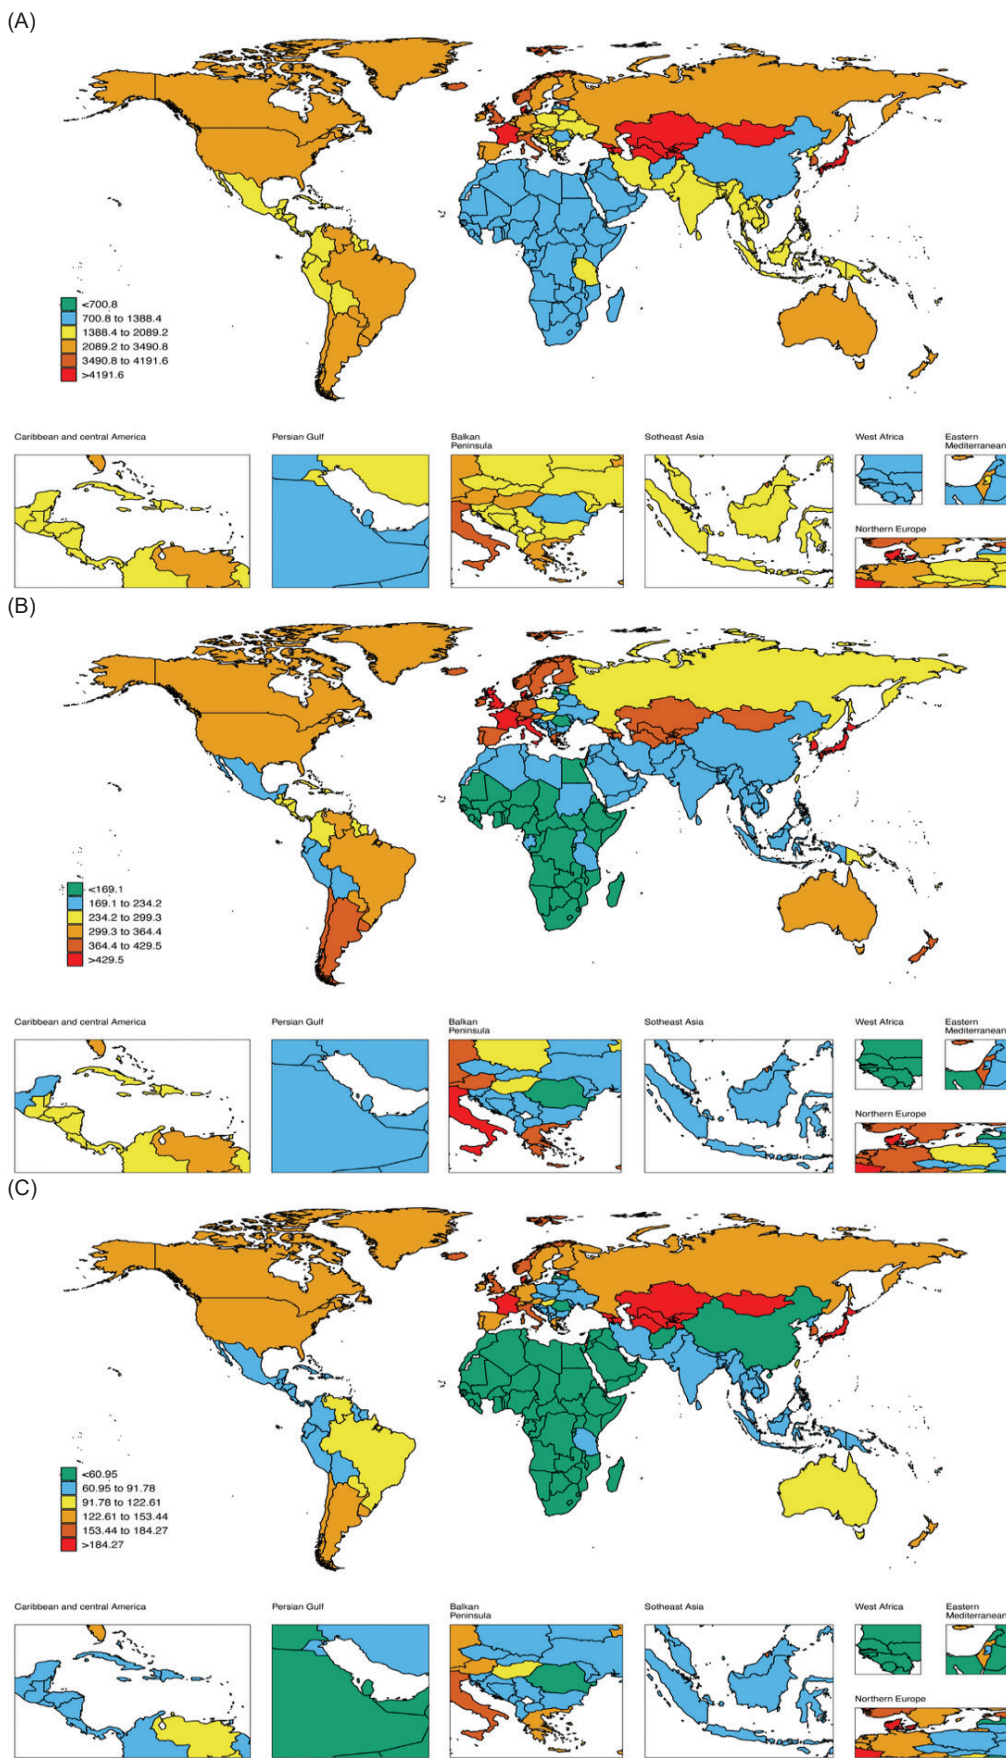 (A)
<700.8
700.8 to 1388.4
1388.4 to 2089.2
2089.2 to 3490.8
3490.8 to 4191.6
>4191.6
Caribbean and central America
Persian Gulf
Balkan
Peninsula
Sotheast Asia
West Africa
Eastern
Mediterranean
Northern Europe
(B)
<169.1
169.1 to 234.2
234.2 to 299.3
299.3 to 364.4
364.4 to 429.5
>429.5
Caribbean and central America
Persian Gulf
Balkan
Peninsula
Sotheast Asia
West Africa
Eastern
Mediterranean
Northern Europe
(C)
<60.95
60.95 to 91.78
91.78 to 122.61
122.61 to 153.44
153.44 to 184.27
>184.27
Caribbean and central America
Persian Gulf
Balkan
Peninsula
Sotheast Asia
West Africa
Eastern
Mediterranean
Northern Europe